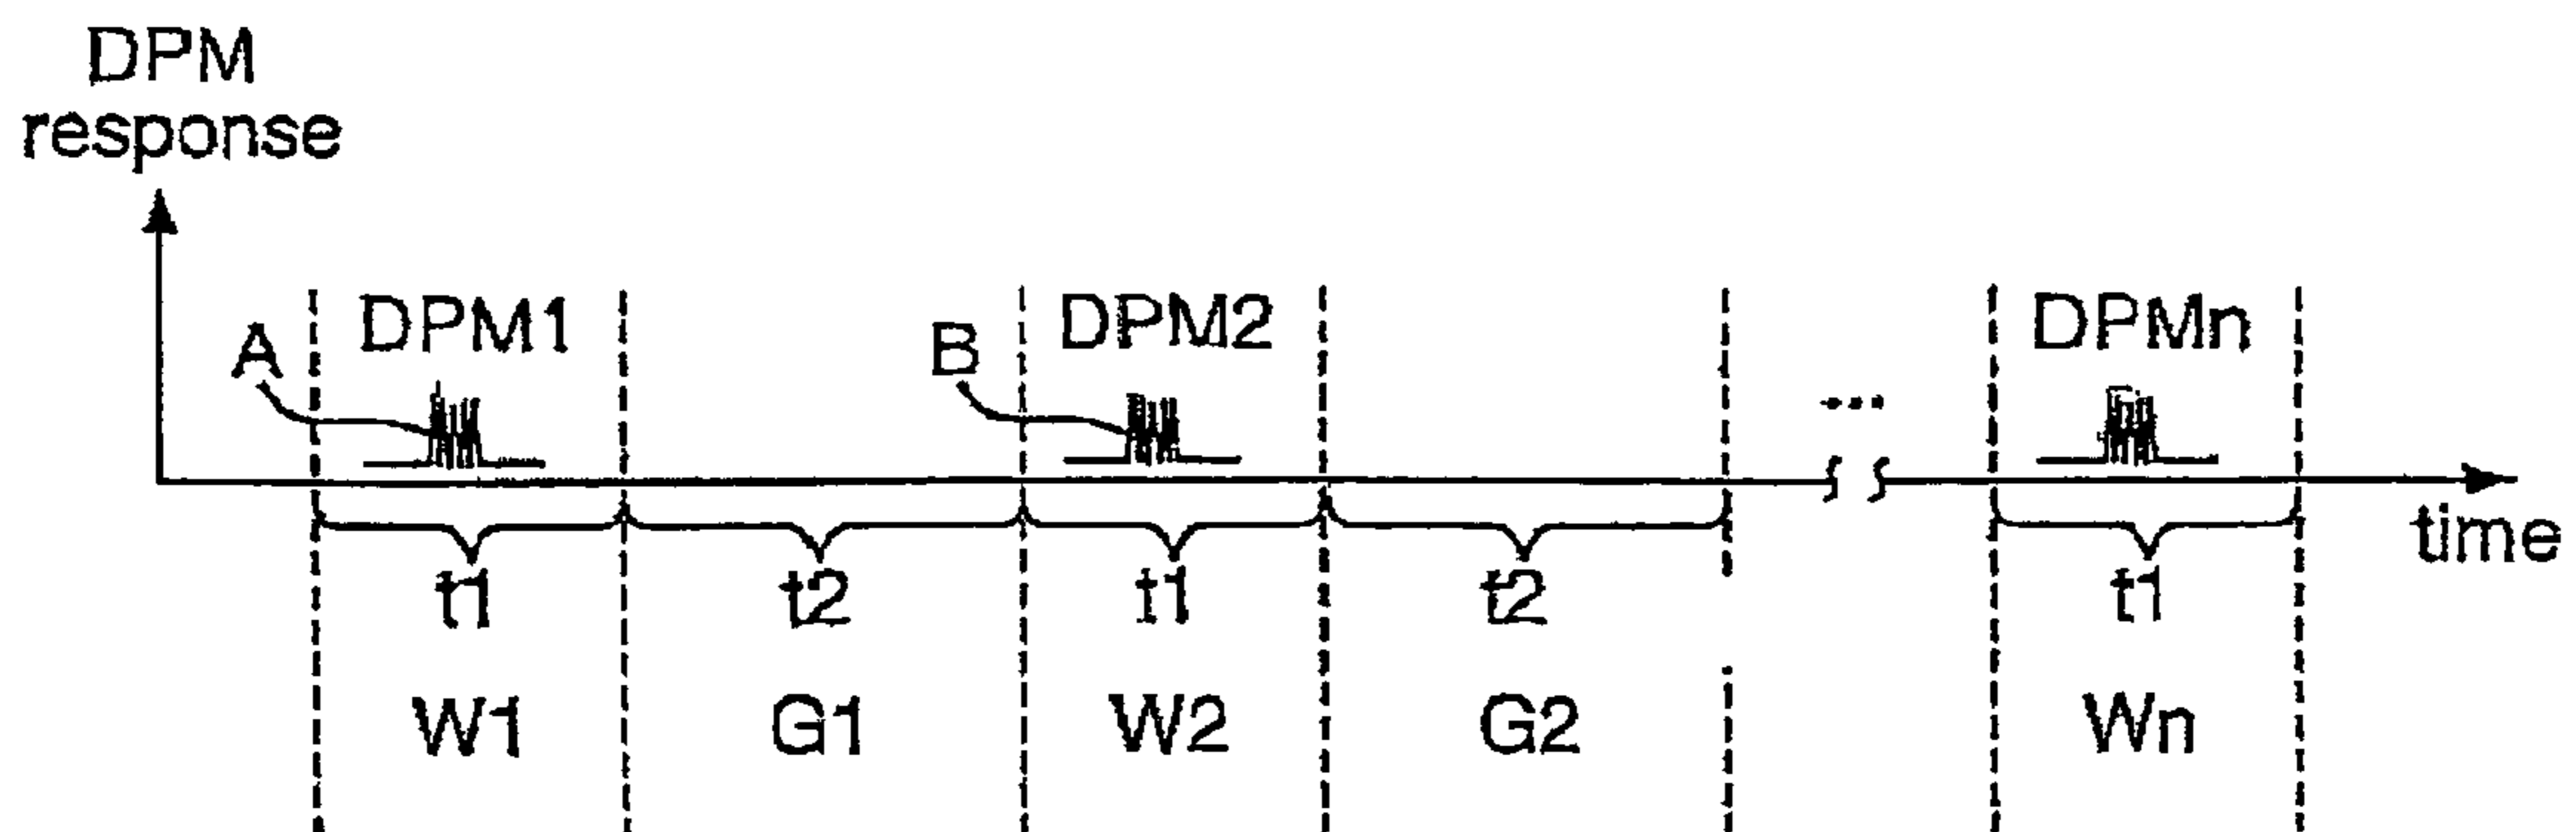 DPM
response
A DPM1 B DPM2 ... DPMn
time
t1 t2 t1 t2 t1
W1 G1 W2 G2 Wn